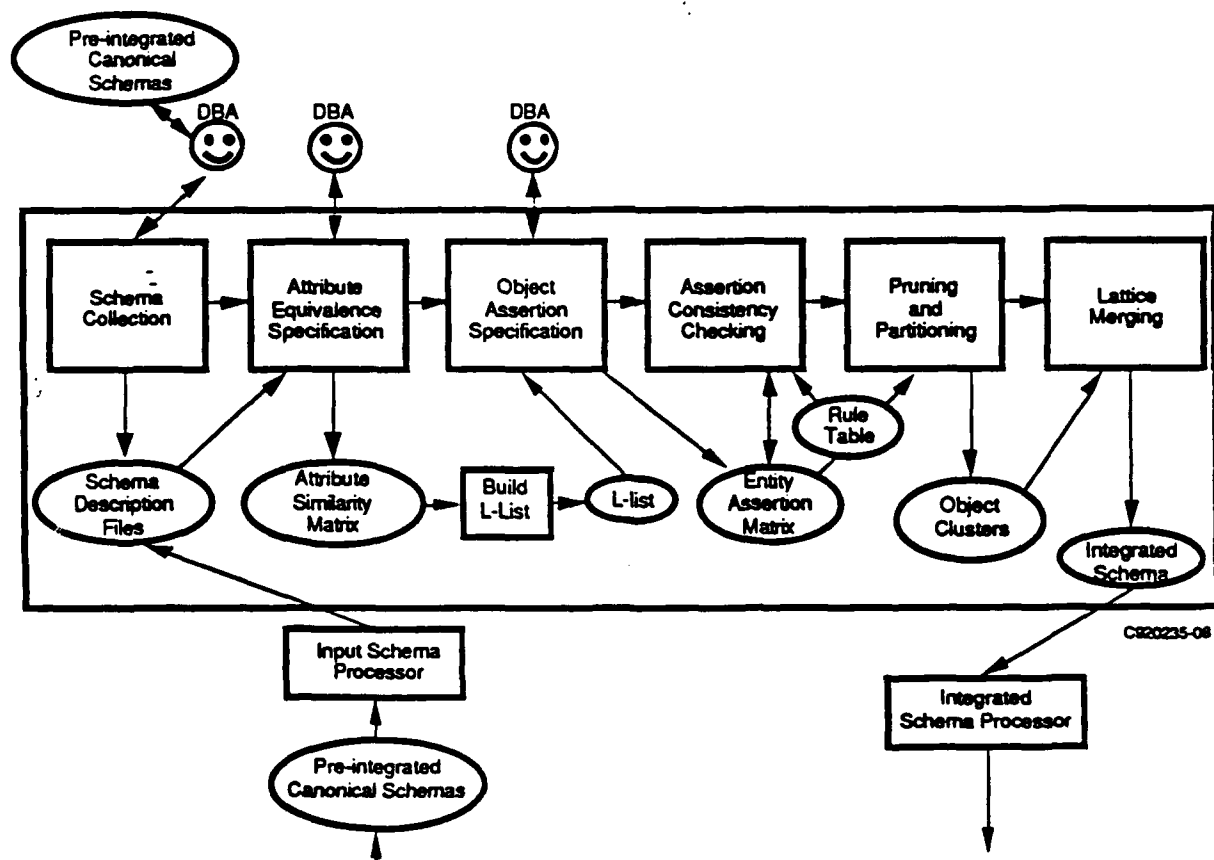 Pre-integrated
Canonical
Schemas
DBA
DBA
DBA
Schema
Collection
Attribute
Equivalence
Specification
Object
Assertion
Specification
Assertion
Consistency
Checking
Pruning
and
Partitioning
Lattice
Merging
Rule
Table
Schema
Description
Files
Attribute
Similarity
Matrix
Build
L-List
L-list
Entity
Assertion
Matrix
Object
Clusters
Integrated
Schema
C920235-08
Input Schema
Processor
Integrated
Schema Processor
Pre-integrated
Canonical Schemas